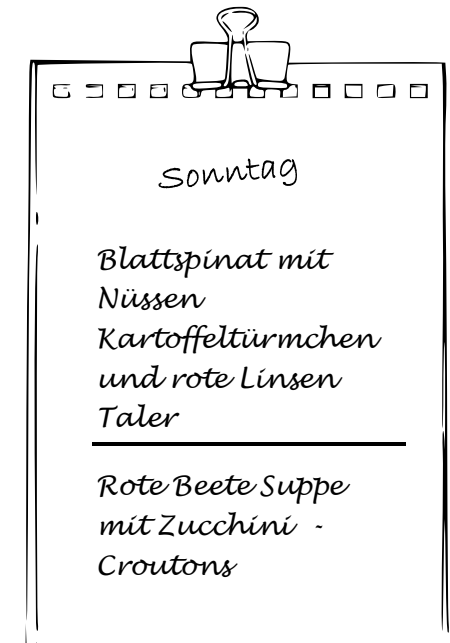 Sonntag
Blattspinat mit
Nüssen
Kartoffeltürmchen
und rote Linsen
Taler
Rote Beete Suppe
mit Zucchini -
Croutons